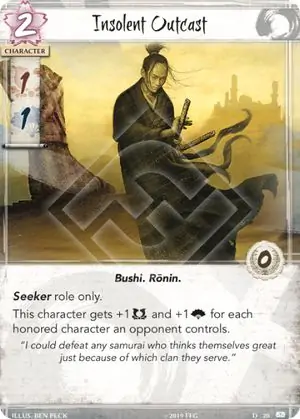 2
Insolent Outcast
CHARACTER
1
1
0
Bushi. Rōnin.
Seeker role only.
This character gets +1 and +1 for each
honored character an opponent controls.
"I could defeat any samurai who thinks themselves great
just because of which clan they serve."
ILLUS. BEN PECK
©2019 FFG
D 26